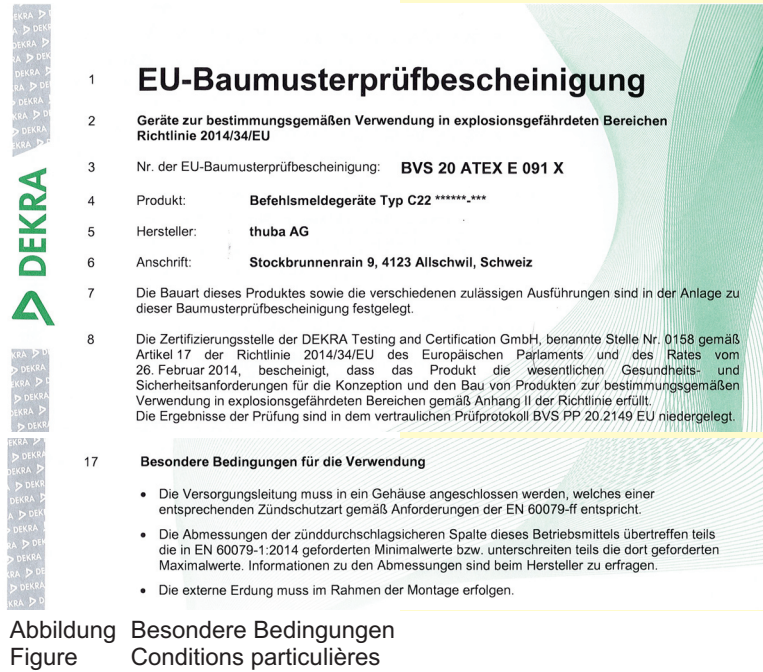 1 EU-Baumusterprüfbescheinigung
2 Geräte zur bestimmungsgemäßen Verwendung in explosionsgefährdeten Bereichen
Richtlinie 2014/34/EU
3 Nr. der EU-Baumusterprüfbescheinigung: BVS 20 ATEX E 091 X
4 Produkt: Befehlsmeldegeräte Typ C22 ******-***
5 Hersteller: thuba AG
6 Anschrift: Stockbrunnenrain 9, 4123 Allschwil, Schweiz
7 Die Bauart dieses Produktes sowie die verschiedenen zulässigen Ausführungen sind in der Anlage zu
dieser Baumusterprüfbescheinigung festgelegt.
8 Die Zertifizierungsstelle der DEKRA Testing and Certification GmbH, benannte Stelle Nr. 0158 gemäß
Artikel 17 der Richtlinie 2014/34/EU des Europäischen Parlaments und des Rates vom
26. Februar 2014, bescheinigt, dass das Produkt die wesentlichen Gesundheits- und
Sicherheitsanforderungen für die Konzeption und den Bau von Produkten zur bestimmungsgemäßen
Verwendung in explosionsgefährdeten Bereichen gemäß Anhang II der Richtlinie erfüllt.
Die Ergebnisse der Prüfung sind in dem vertraulichen Prüfprotokoll BVS PP 20.2149 EU niedergelegt.
DEKRA
17 Besondere Bedingungen für die Verwendung
• Die Versorgungsleitung muss in ein Gehäuse angeschlossen werden, welches einer
entsprechenden Zündschutzart gemäß Anforderungen der EN 60079-ff entspricht.
• Die Abmessungen der zünddurchschlagsicheren Spalte dieses Betriebsmittels übertreffen teils
die in EN 60079-1:2014 geforderten Minimalwerte bzw. unterschreiten teils die dort geforderten
Maximalwerte. Informationen zu den Abmessungen sind beim Hersteller zu erfragen.
• Die externe Erdung muss im Rahmen der Montage erfolgen.
Abbildung Besondere Bedingungen
Figure Conditions particulières